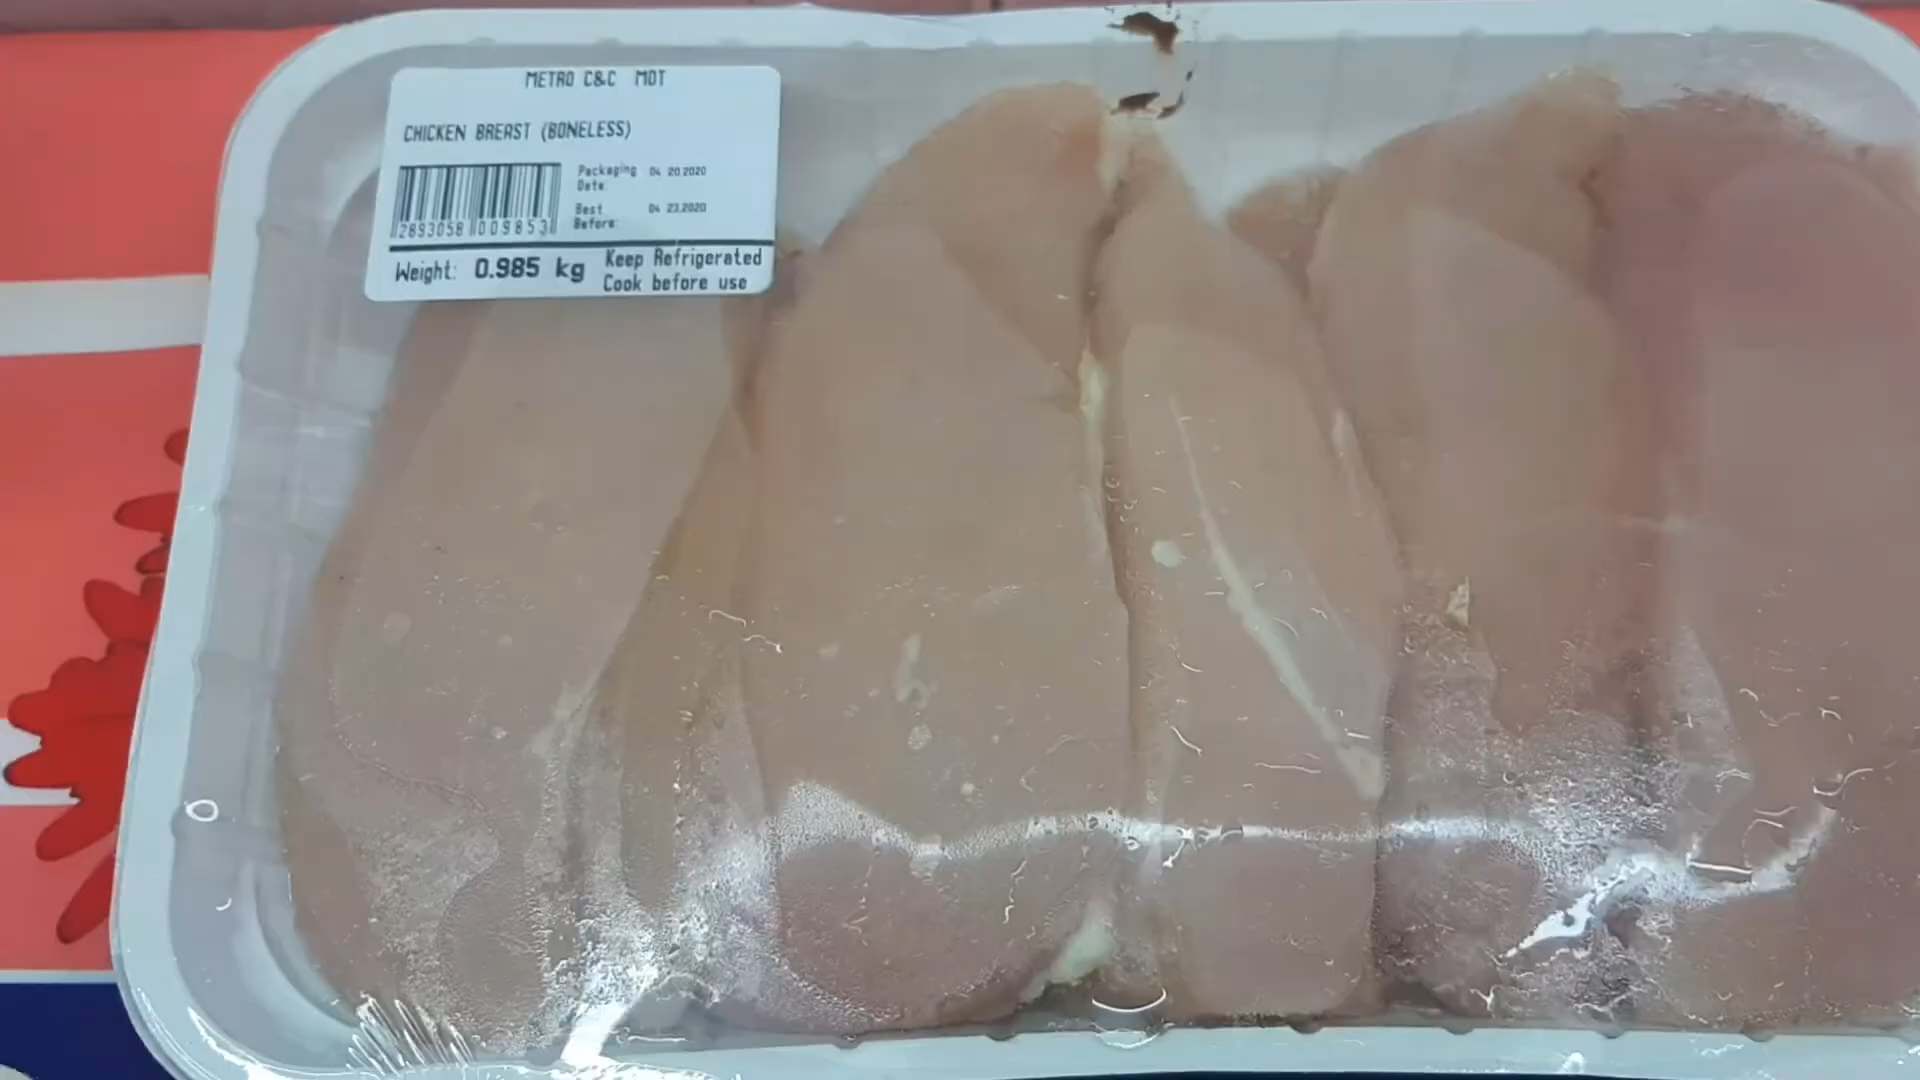 METRO C&C MDT
CHICKEN BREAST (BONELESS)
Packaging Date: 04 20.2020
Best Before: 04 23.2020
2893058 009853
Weight: 0.985 kg
Keep Refrigerated
Cook before use